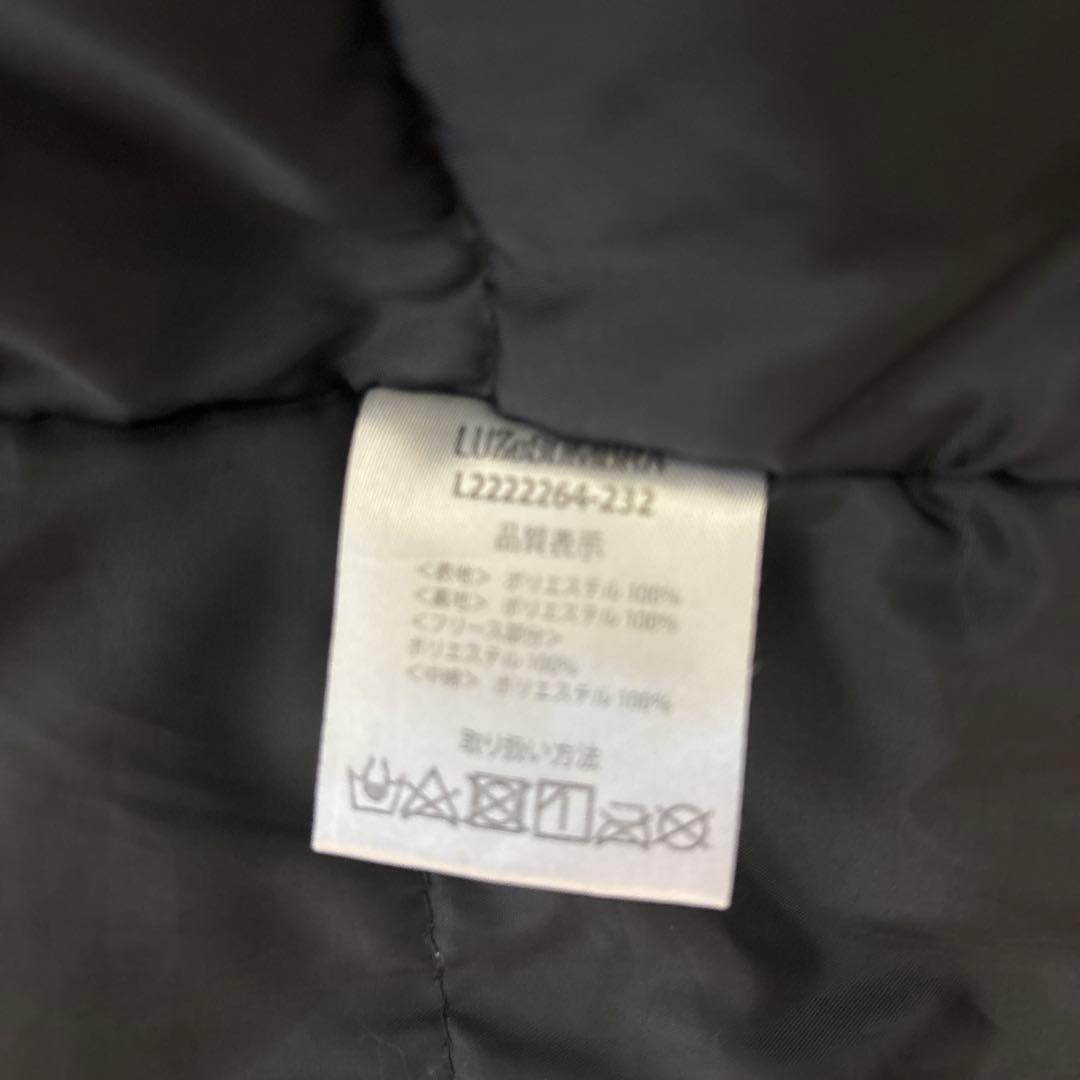 L2222264-232
品質表示
<表地> ポリエステル 100%
<裏地> ポリエステル 100%
<フリース部分>
ポリエステル 100%
<中綿> ポリエステル 100%
取り扱い方法